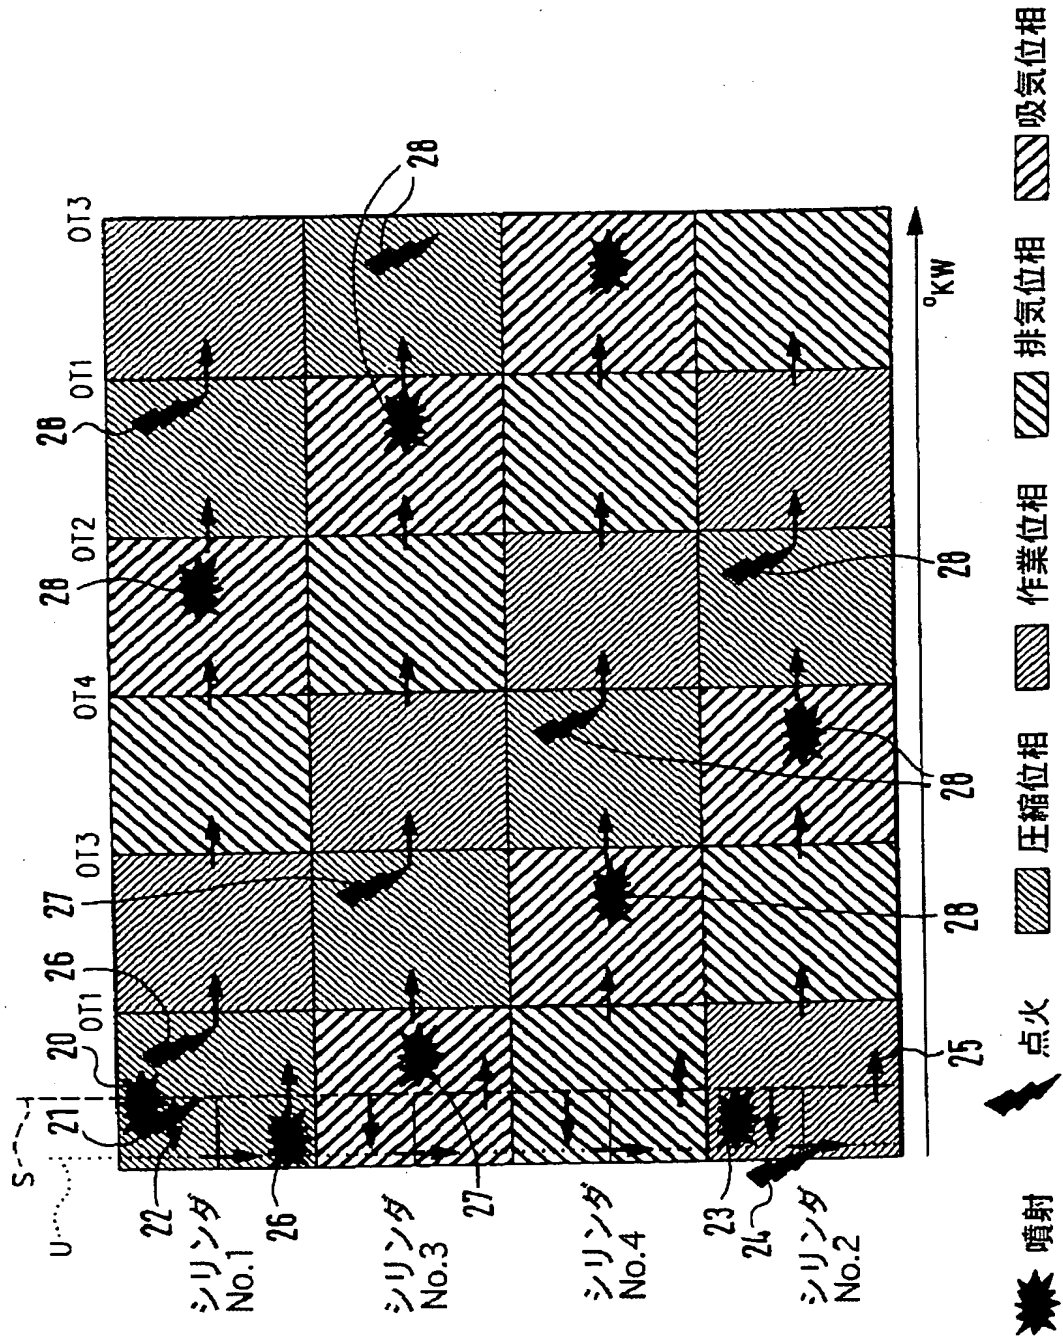 S
U
21
20
26
OT1
27
OT3
OT4
28
OT2
28
OT1
OT3
28
22
シリンダ
No.1
26
シリンダ
No.3
27
シリンダ
No.4
23
24
シリンダ
No.2
25
28
28
28
°KW
噴射
点火
圧縮位相
作業位相
排気位相
吸気位相